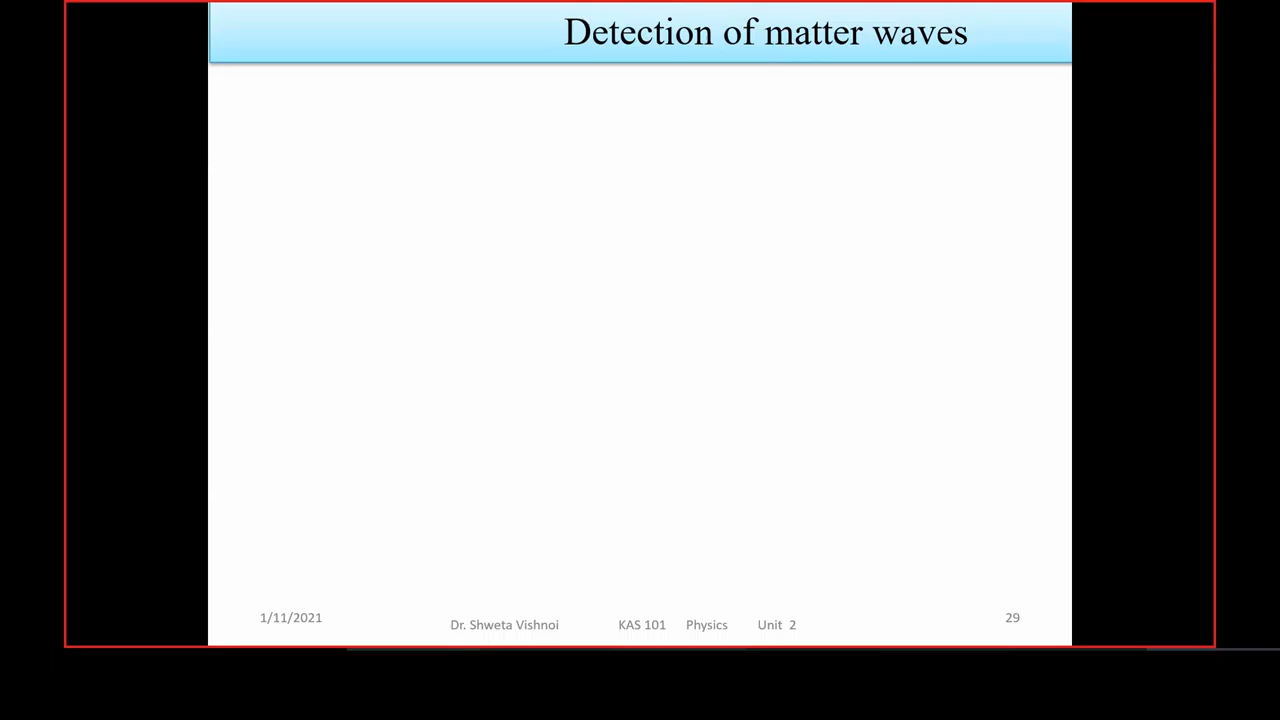 Detection of matter waves
1/11/2021
Dr. Shweta Vishnoi KAS 101 Physics Unit 2
29